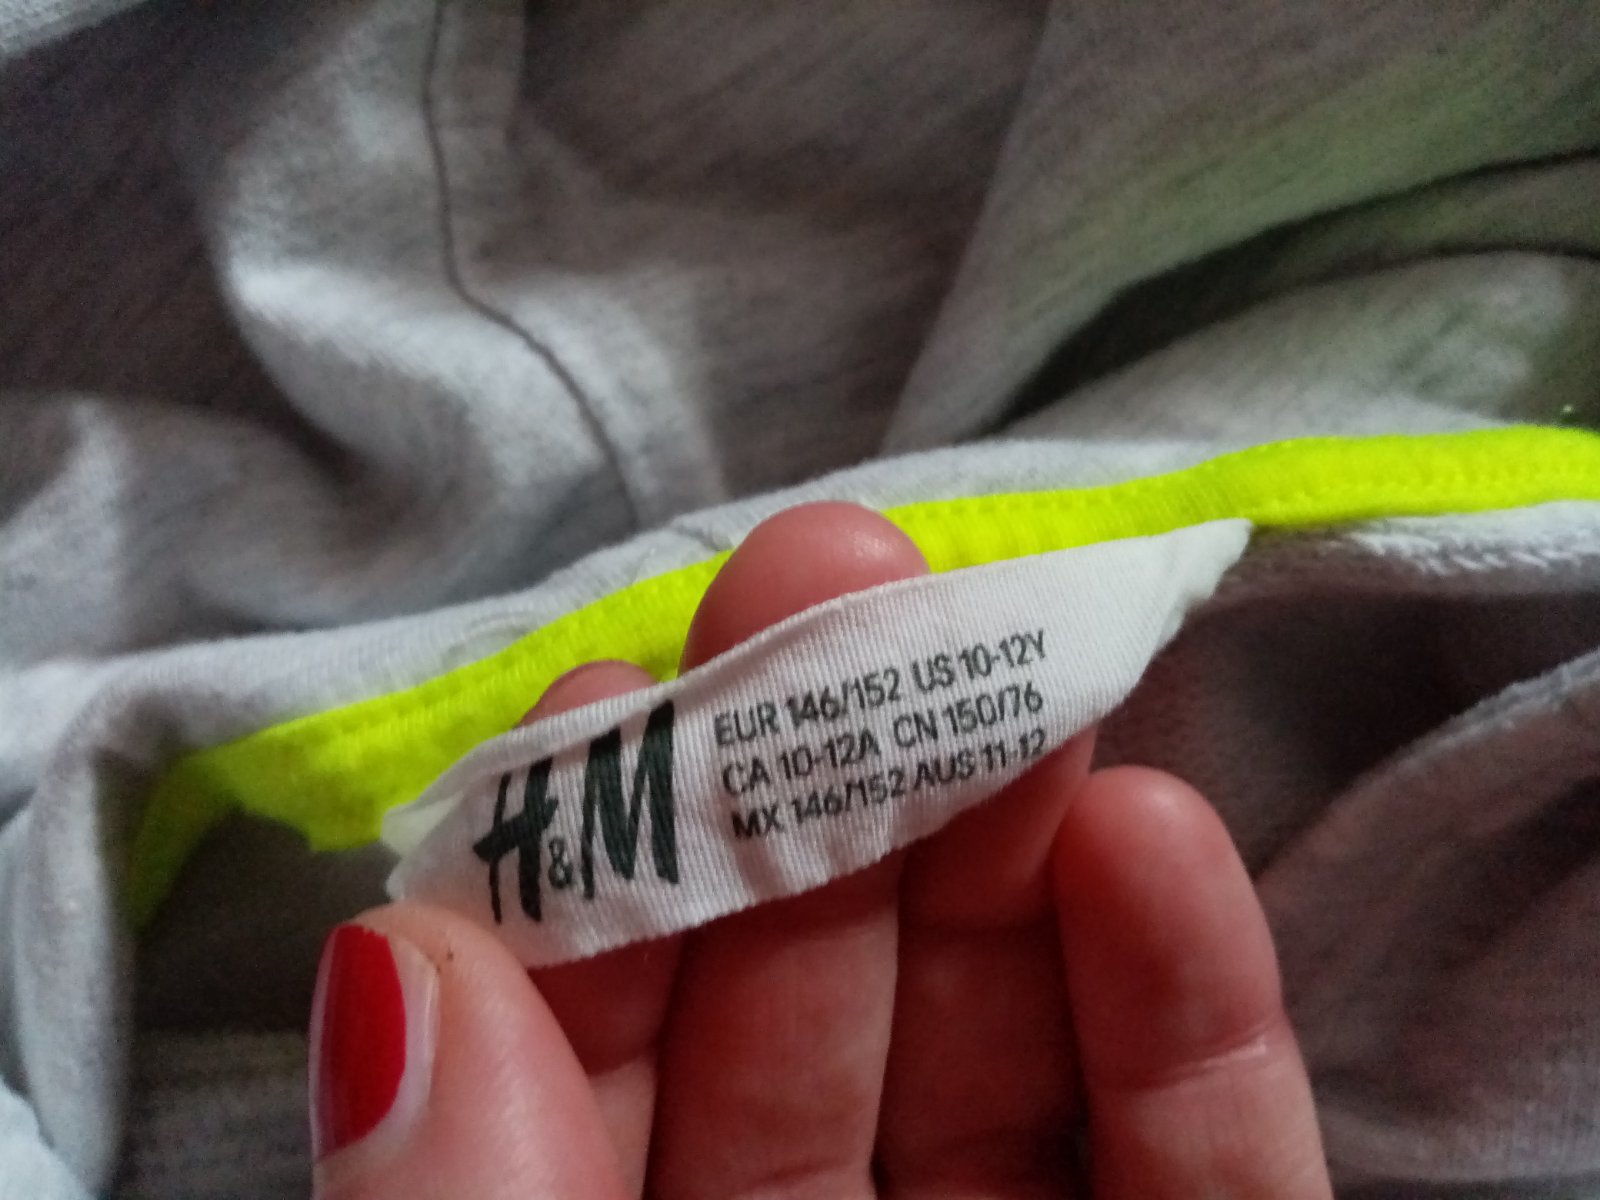 H&M
EUR 146/152 US 10-12Y
CA 10-12A CN 150/76
MX 146/152 AUS 11-12